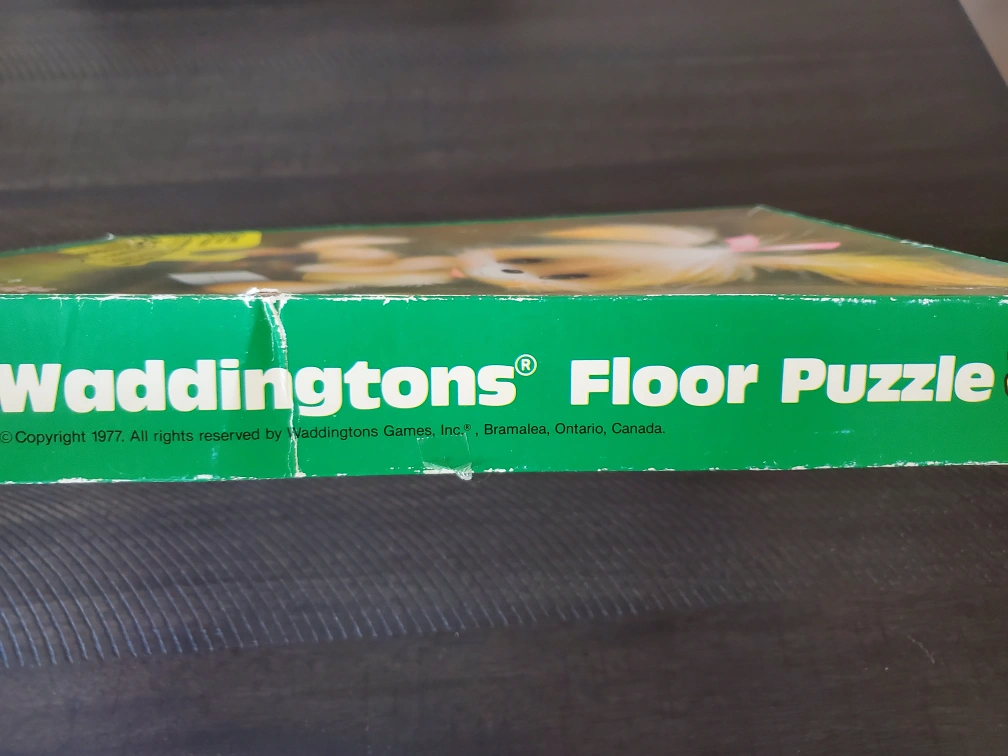 Waddingtons® Floor Puzzle
©Copyright 1977. All rights reserved by Waddingtons Games, Inc.®, Bramalea, Ontario, Canada.